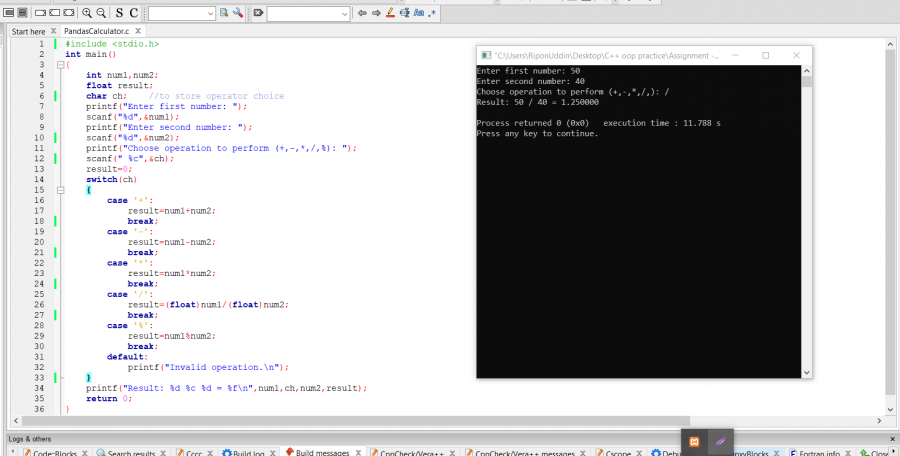 S C
Aa .*
Start here X PandasCalculator.c X
1 #include <stdio.h>
2 int main()
3 {
4 int num1,num2;
5 float result;
6 char ch; //to store operator choice
7 printf("Enter first number: ");
8 scanf("%d",&num1);
9 printf("Enter second number: ");
10 scanf("%d",&num2);
11 printf("Choose operation to perform (+,-,*,/,%): ");
12 scanf(" %c",&ch);
13 result=0;
14 switch(ch)
15 {
16 case '+':
17 result=num1+num2;
18 break;
19 case '-':
20 result=num1-num2;
21 break;
22 case '*':
23 result=num1*num2;
24 break;
25 case '/':
26 result=(float)num1/(float)num2;
27 break;
28 case '%':
29 result=num1%num2;
30 break;
31 default:
32 printf("Invalid operation.\n");
33 }
34 printf("Result: %d %c %d = %f\n",num1,ch,num2,result);
35 return 0;
36 }
"C:\Users\RiponUddin\Desktop\C++ oop practice\Assignment -...
Enter first number: 50
Enter second number: 40
Choose operation to perform (+,-,*,/,): /
Result: 50 / 40 = 1.250000
Process returned 0 (0x0) execution time : 11.788 s
Press any key to continue.
Logs & others
Code::Blocks X Search results X Cccc X Build log X Build messages X CppCheck/Vera++ X CppCheck/Vera++ messages X Cscope X Debu oxyBlocks X Fortran info X Close